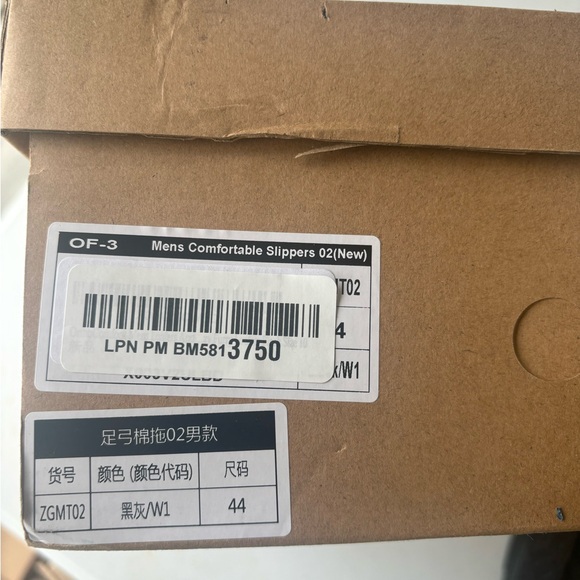 OF-3 Mens Comfortable Slippers 02(New)
MT02
4
/W1
LPN PM BM5813750
足弓棉拖02男款
货号 颜色 (颜色代码) 尺码
ZGMT02 黑灰/W1 44